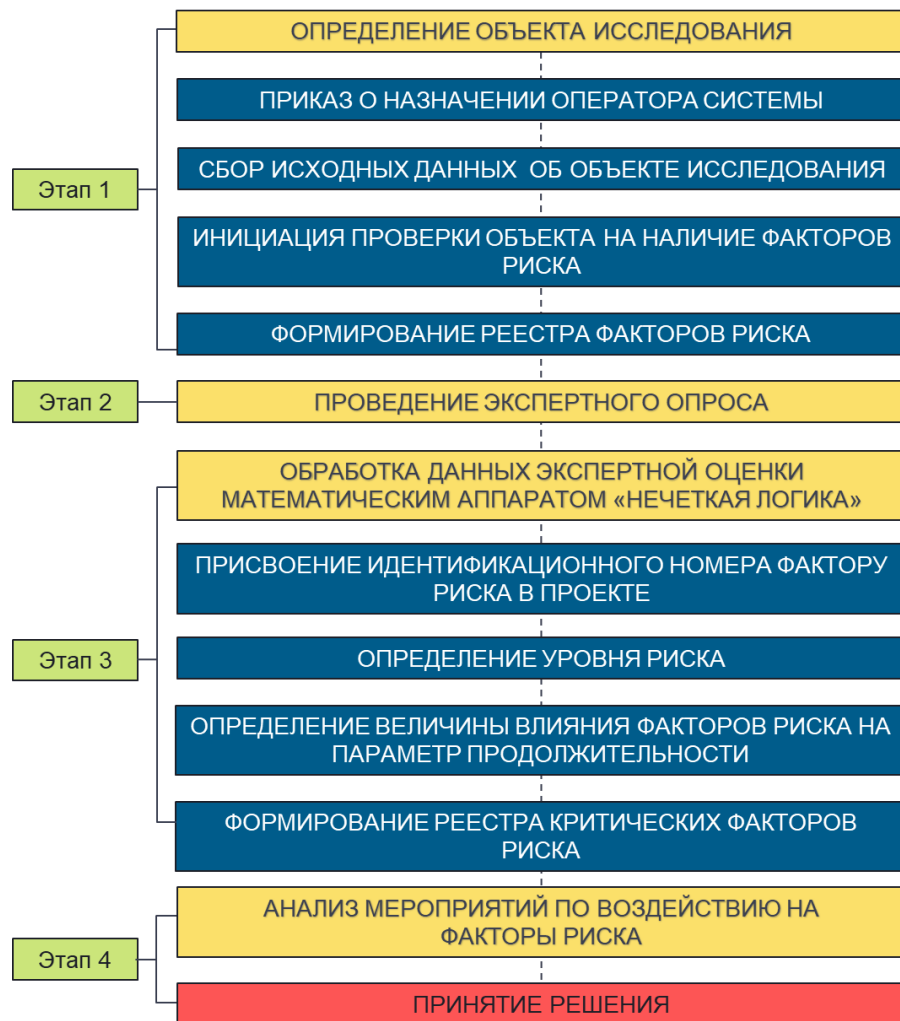 ОПРЕДЕЛЕНИЕ ОБЪЕКТА ИССЛЕДОВАНИЯ
ПРИКАЗ О НАЗНАЧЕНИИ ОПЕРАТОРА СИСТЕМЫ
Этап 1
СБОР ИСХОДНЫХ ДАННЫХ ОБ ОБЪЕКТЕ ИССЛЕДОВАНИЯ
ИНИЦИАЦИЯ ПРОВЕРКИ ОБЪЕКТА НА НАЛИЧИЕ ФАКТОРОВ
РИСКА
ФОРМИРОВАНИЕ РЕЕСТРА ФАКТОРОВ РИСКА
Этап 2
ПРОВЕДЕНИЕ ЭКСПЕРТНОГО ОПРОСА
ОБРАБОТКА ДАННЫХ ЭКСПЕРТНОЙ ОЦЕНКИ
МАТЕМАТИЧЕСКИМ АППАРАТОМ «НЕЧЕТКАЯ ЛОГИКА»
ПРИСВОЕНИЕ ИДЕНТИФИКАЦИОННОГО НОМЕРА ФАКТОРУ
РИСКА В ПРОЕКТЕ
Этап 3
ОПРЕДЕЛЕНИЕ УРОВНЯ РИСКА
ОПРЕДЕЛЕНИЕ ВЕЛИЧИНЫ ВЛИЯНИЯ ФАКТОРОВ РИСКА НА
ПАРАМЕТР ПРОДОЛЖИТЕЛЬНОСТИ
ФОРМИРОВАНИЕ РЕЕСТРА КРИТИЧЕСКИХ ФАКТОРОВ
РИСКА
АНАЛИЗ МЕРОПРИЯТИЙ ПО ВОЗДЕЙСТВИЮ НА
ФАКТОРЫ РИСКА
Этап 4
ПРИНЯТИЕ РЕШЕНИЯ